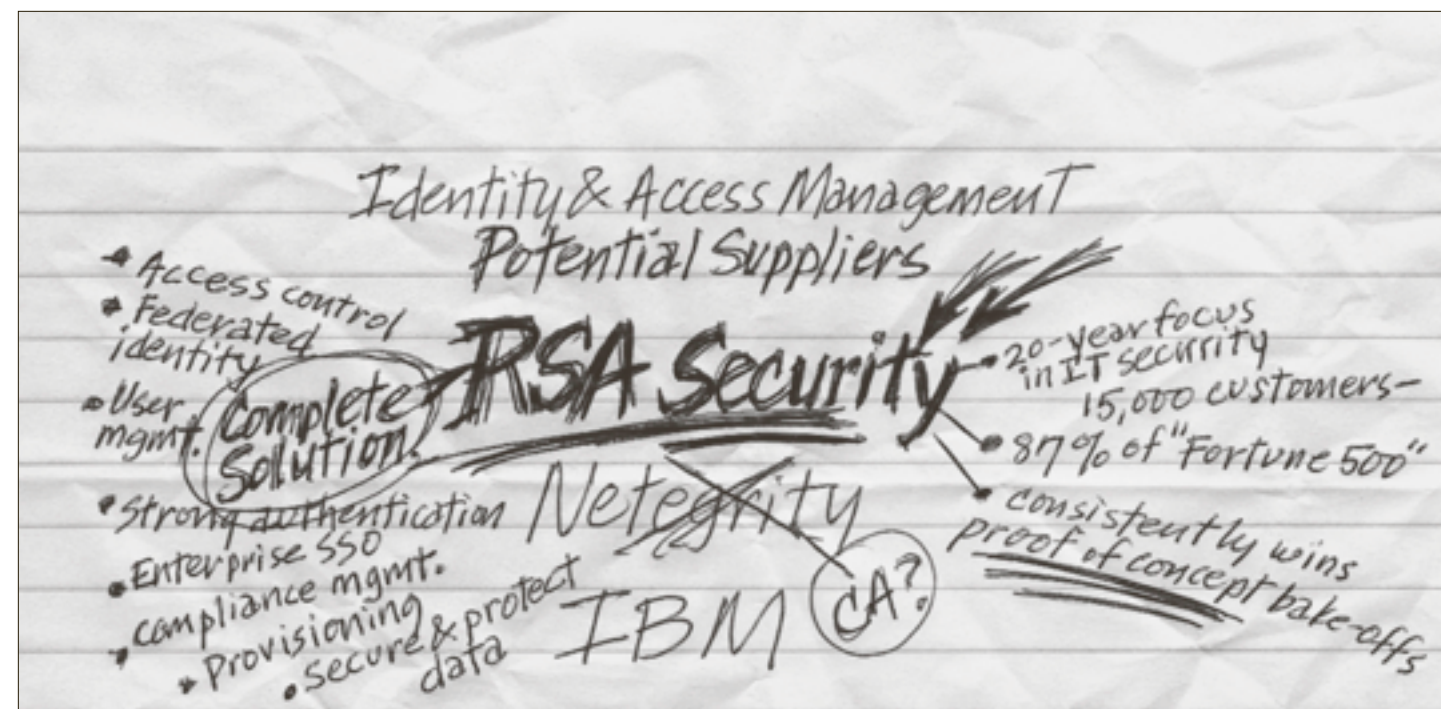 Identity & Access Management
Potential Suppliers
• Access control
• Federated
identity
• User
mgmt.
Complete
Solution.
• Strong authentication
• Enterprise SSO
• compliance mgmt.
• Provisioning
• Secure & protect
data
RSA Security
Netegrity
CA?
IBM
• 20-year focus
in IT security
15,000 customers-
• 87% of "Fortune 500"
• consistently wins
proof of concept bake-offs